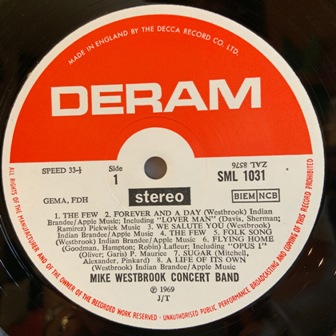 MADE IN ENGLAND BY THE DECCA RECORD CO. LTD.
DERAM
SPEED 33⅓
Side
1
stereo
ZAL 8576
SML 1031
GEMA, FDH
BIEM NCB
1. THE FEW 2. FOREVER AND A DAY (Westbrook) Indian
Brandee/Apple Music; Including "LOVER MAN" (Davis, Sherman,
Ramirez) Pickwick Music 3. WE SALUTE YOU (Westbrook)
Indian Brandee/Apple Music 4. THE FEW 5. FOLK SONG
(Westbrook) Indian Brandee/Apple Music 6. FLYING HOME
(Goodman, Hampton; Robin) Lafleur; Including "OPUS 1"
(Oliver; Garis) P. Maurice 7. SUGAR (Mitchell,
Alexander, Pinkard) 8. A LIFE OF ITS OWN
(Westbrook) Indian Brandee/Apple Music
MIKE WESTBROOK CONCERT BAND
℗ 1969
J/T
ALL RIGHTS OF THE MANUFACTURER AND OF THE OWNER OF THE RECORDED WORK RESERVED · UNAUTHORISED PUBLIC PERFORMANCE BROADCASTING AND COPYING OF THIS RECORD PROHIBITED